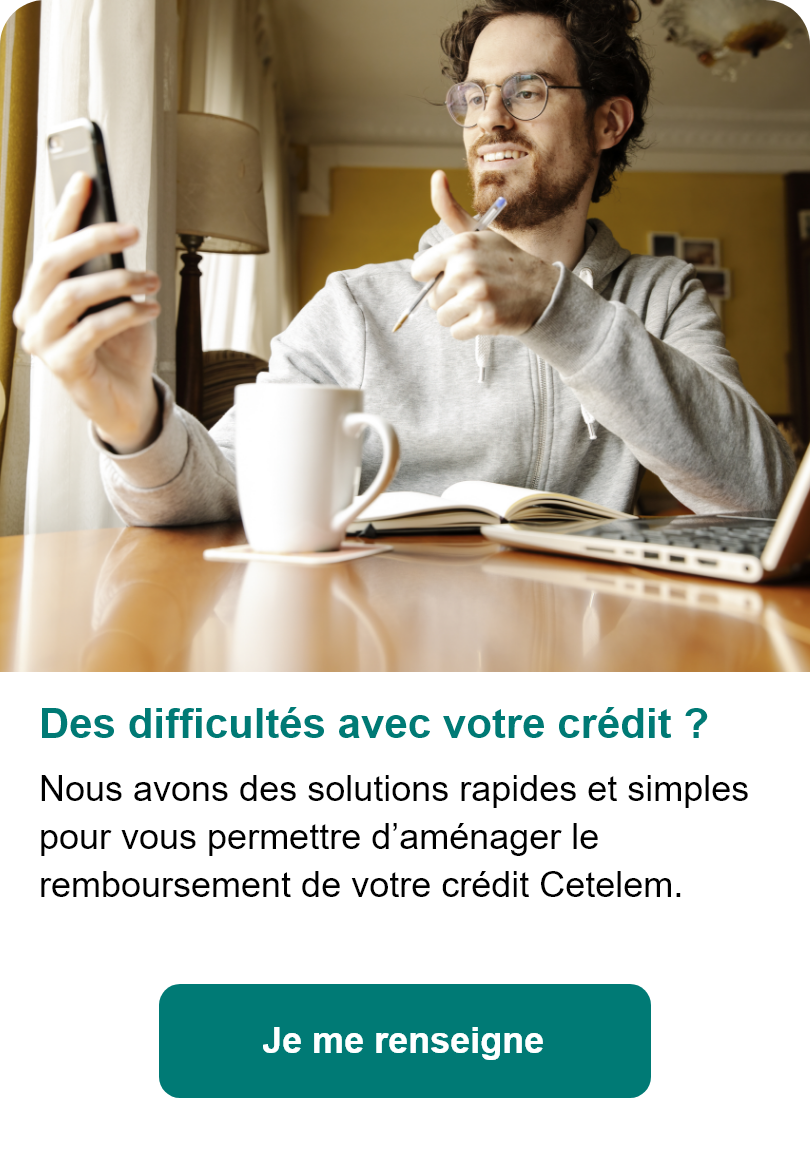 Des difficultés avec votre crédit ?
Nous avons des solutions rapides et simples
pour vous permettre d’aménager le
remboursement de votre crédit Cetelem.
Je me renseigne